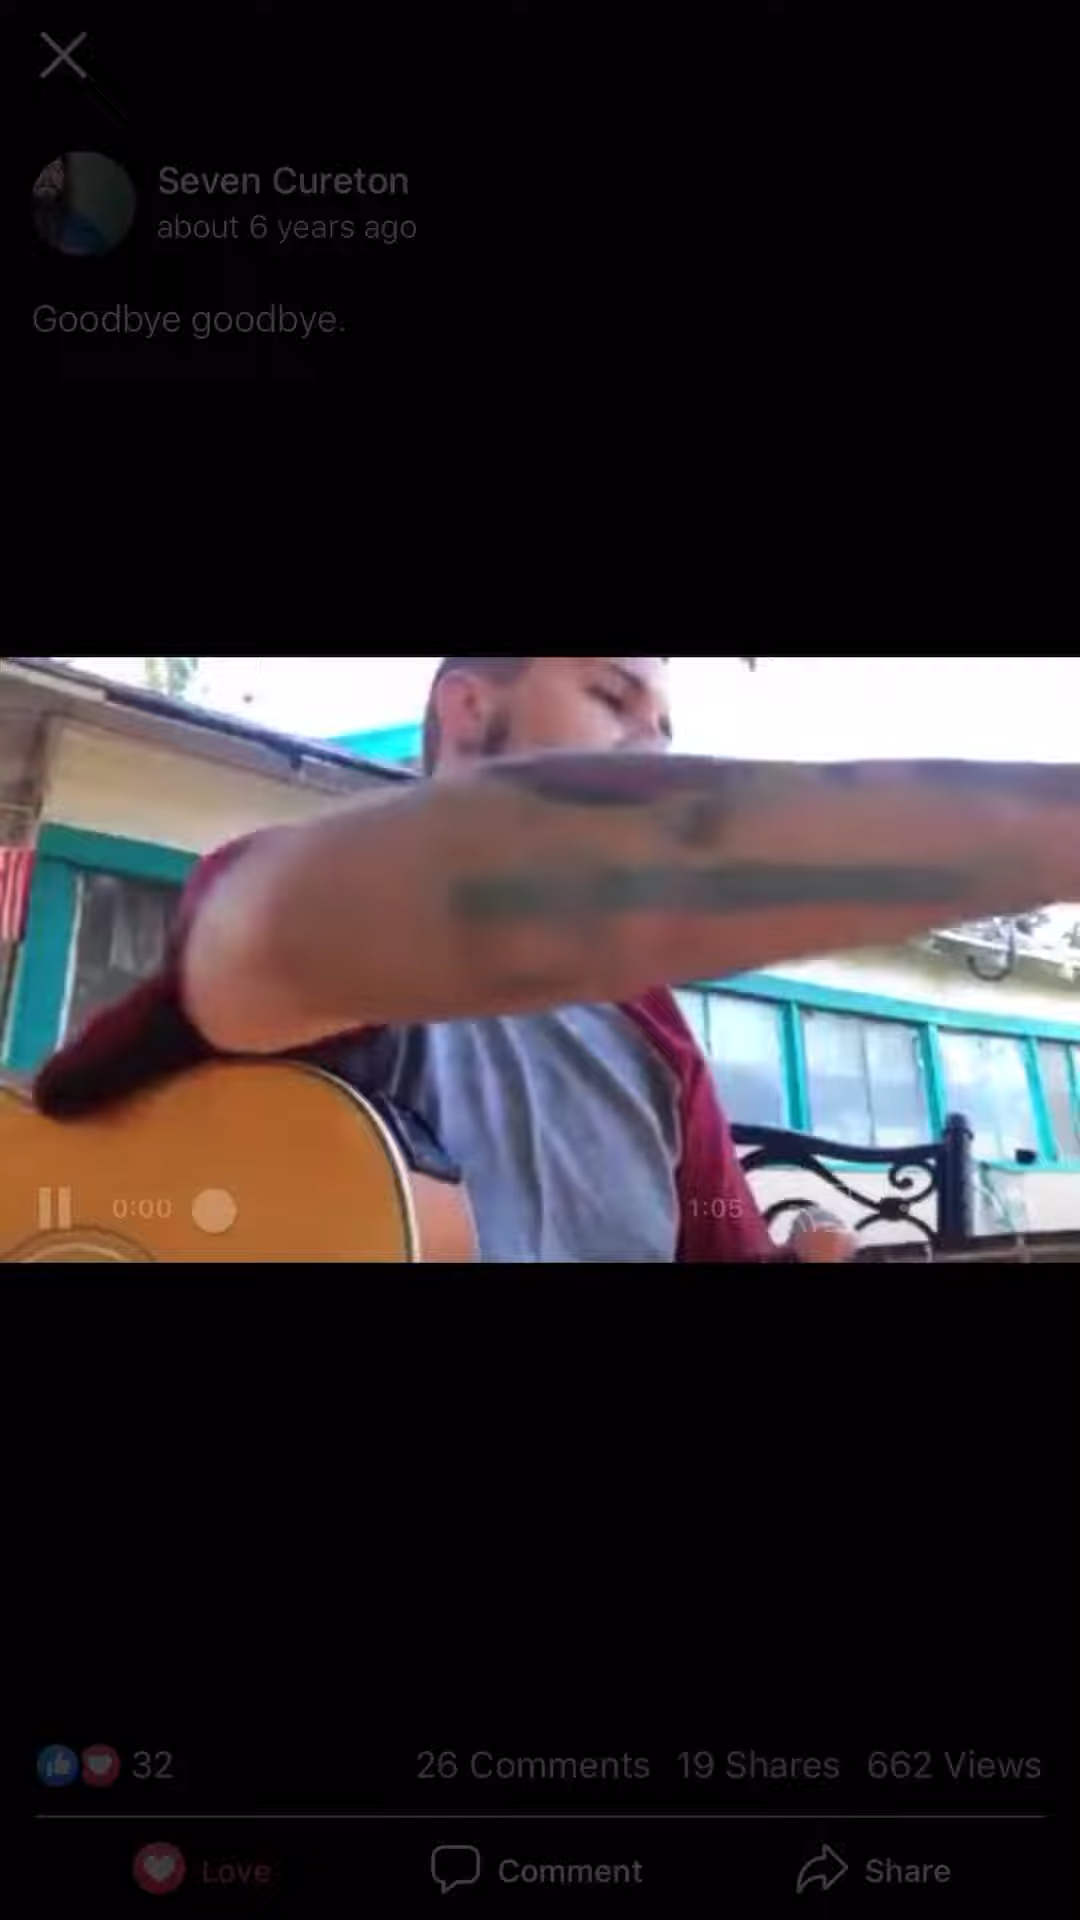 Seven Cureton
about 6 years ago
Goodbye goodbye.
0:00
1:05
32
26 Comments 19 Shares 662 Views
Love
Comment
Share